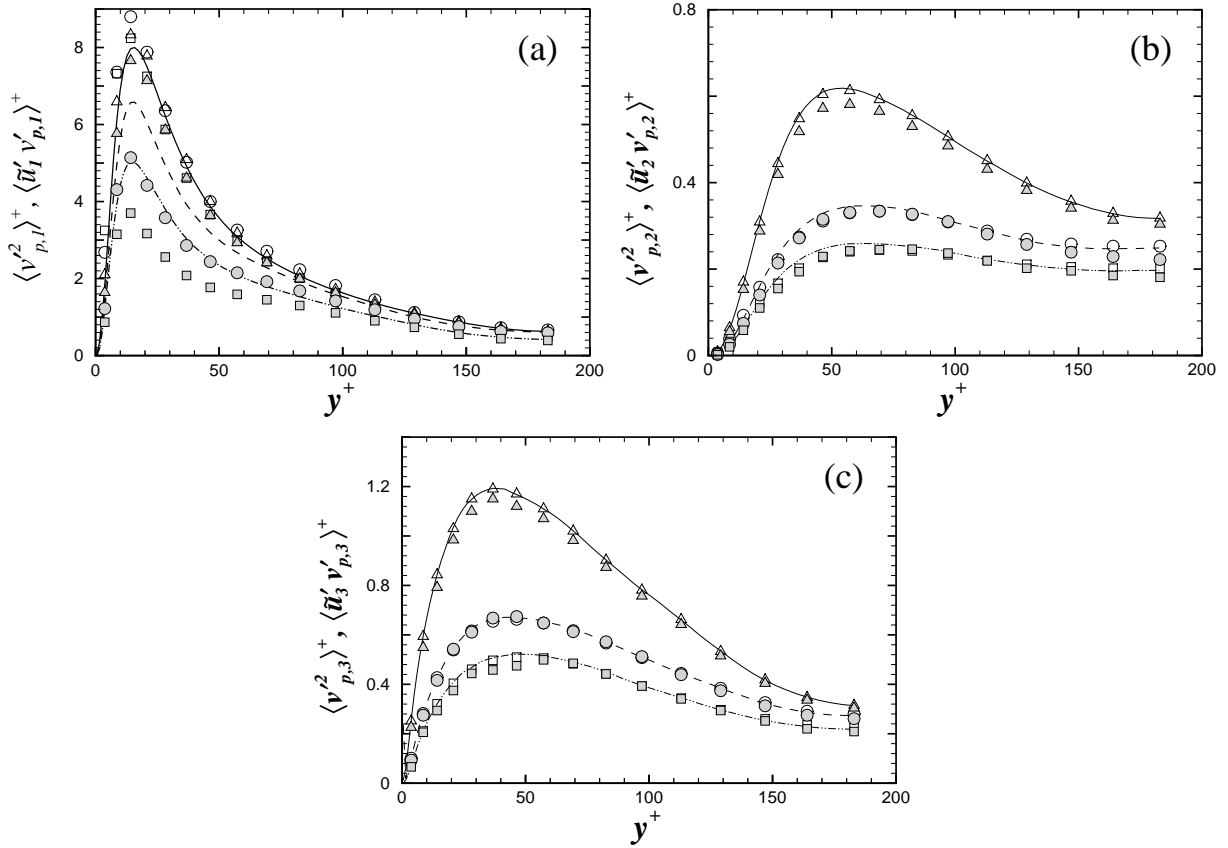 (a)
⟨v'²p,1⟩⁺, ⟨ũ'1 v'p,1⟩⁺
8
6
4
2
0
0 50 100 150 200
y⁺
(b)
⟨v'²p,2⟩⁺, ⟨ũ'2 v'p,2⟩⁺
0.8
0.4
0
0 50 100 150 200
y⁺
(c)
⟨v'²p,3⟩⁺, ⟨ũ'3 v'p,3⟩⁺
1.2
0.8
0.4
0
0 50 100 150 200
y⁺